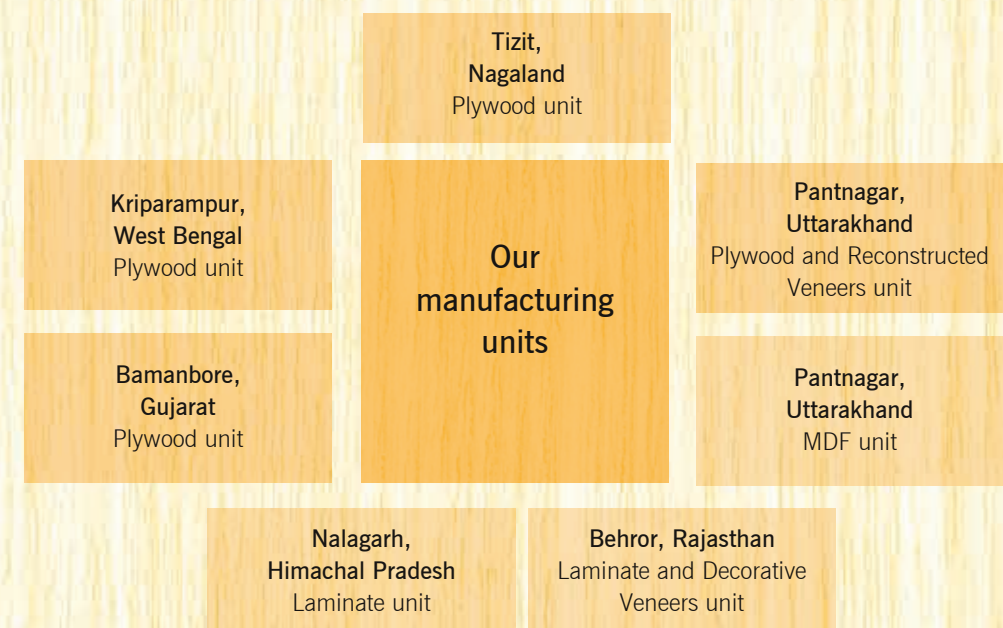 Tizit,
Nagaland
Plywood unit
Kriparampur,
West Bengal
Plywood unit
Our
manufacturing
units
Pantnagar,
Uttarakhand
Plywood and Reconstructed
Veneers unit
Bamanbore,
Gujarat
Plywood unit
Pantnagar,
Uttarakhand
MDF unit
Nalagarh,
Himachal Pradesh
Laminate unit
Behror, Rajasthan
Laminate and Decorative
Veneers unit